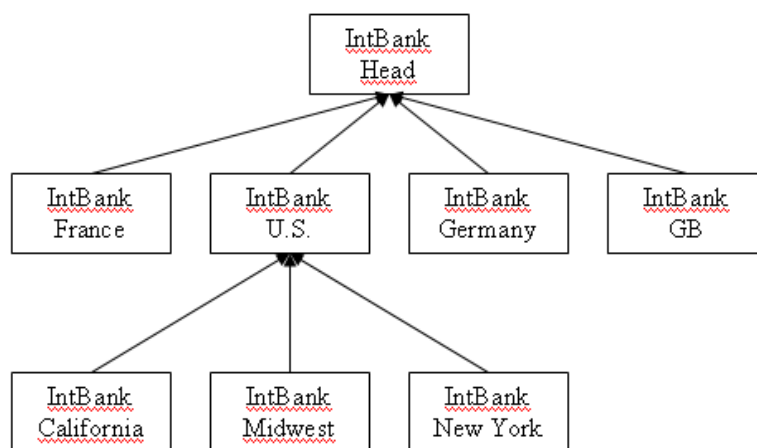 IntBank
Head
IntBank
France
IntBank
U.S.
IntBank
Germany
IntBank
GB
IntBank
California
IntBank
Midwest
IntBank
New York